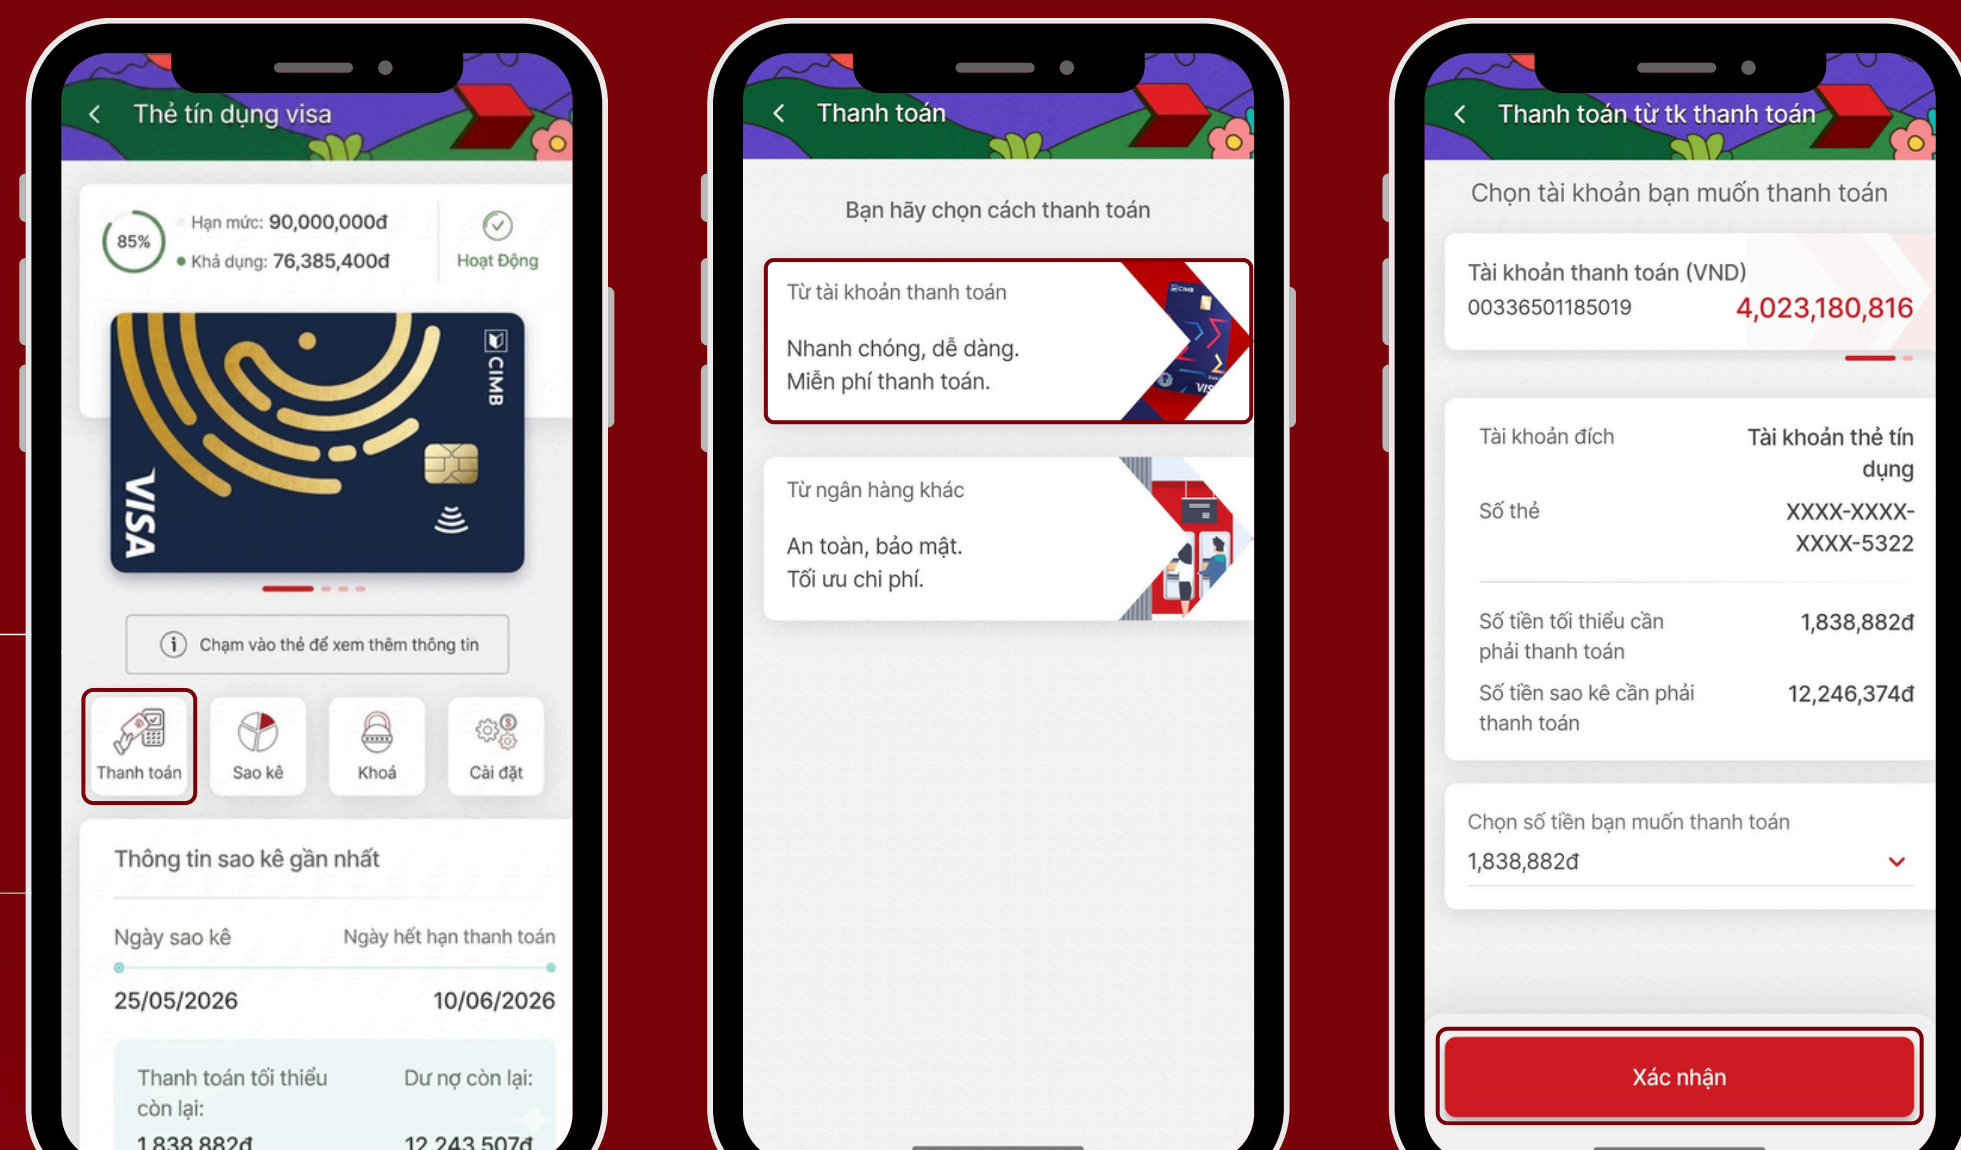 Thẻ tín dụng visa
85%
Hạn mức: 90,000,000đ
Khả dụng: 76,385,400đ
Hoạt Động
CIMB
VISA
Chạm vào thẻ để xem thêm thông tin
Thanh toán
Sao kê
Khoá
Cài đặt
Thông tin sao kê gần nhất
Ngày sao kê
Ngày hết hạn thanh toán
25/05/2026
10/06/2026
Thanh toán tối thiểu
còn lại:
Dư nợ còn lại:
1,838,882đ
12,243,507đ
Thanh toán
Bạn hãy chọn cách thanh toán
Từ tài khoản thanh toán
Nhanh chóng, dễ dàng.
Miễn phí thanh toán.
CIMB
VIS
Từ ngân hàng khác
An toàn, bảo mật.
Tối ưu chi phí.
Thanh toán từ tk thanh toán
Chọn tài khoản bạn muốn thanh toán
Tài khoản thanh toán (VND)
00336501185019
4,023,180,816
Tài khoản đích
Tài khoản thẻ tín
dụng
Số thẻ
XXXX-XXXX-
XXXX-5322
Số tiền tối thiểu cần
phải thanh toán
1,838,882đ
Số tiền sao kê cần phải
thanh toán
12,246,374đ
Chọn số tiền bạn muốn thanh toán
1,838,882đ
Xác nhận